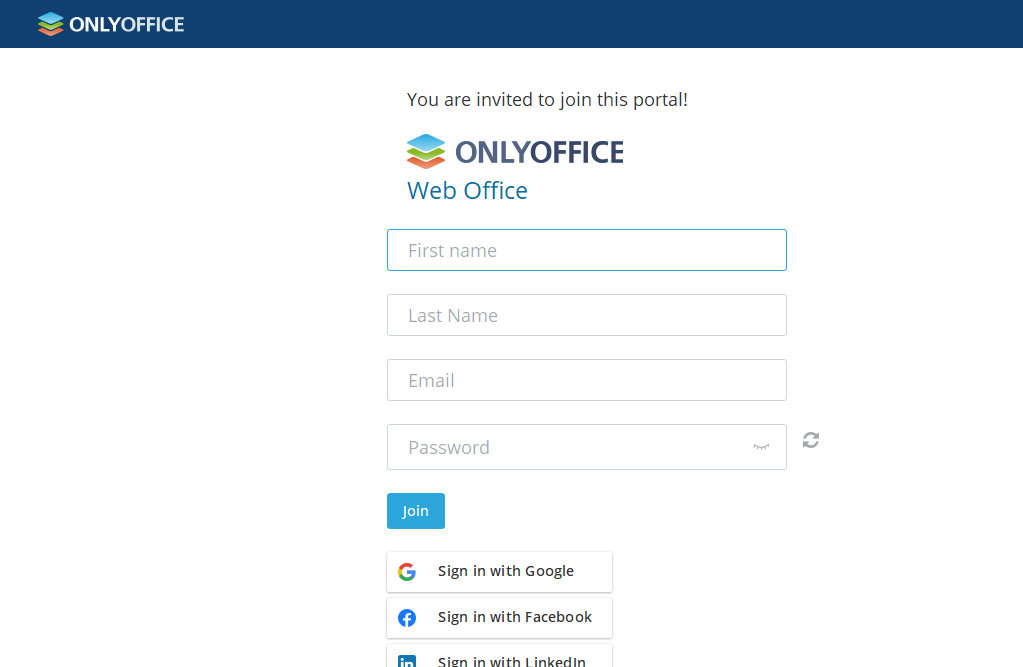 ONLYOFFICE
You are invited to join this portal!
ONLYOFFICE
Web Office
First name
Last Name
Email
Password
Join
Sign in with Google
Sign in with Facebook
in Sign in with LinkedIn